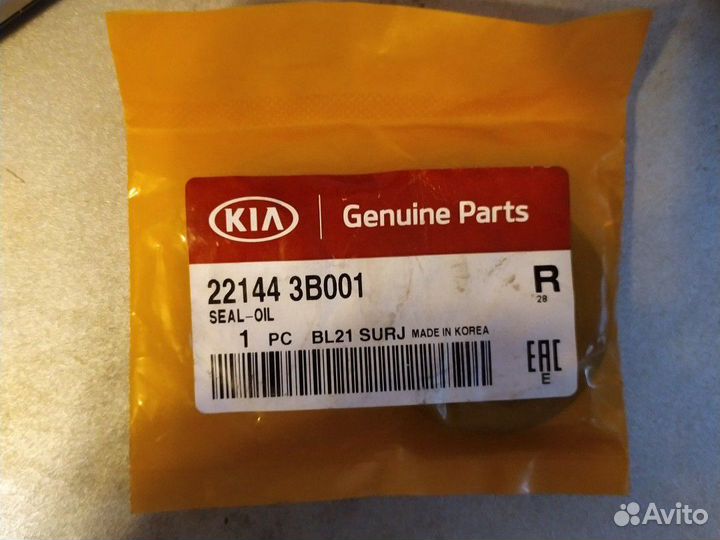 KIA Genuine Parts
22144 3B001 R
28
SEAL-OIL
1 PC BL21 SURJ MADE IN KOREA
EAC
E
Avito